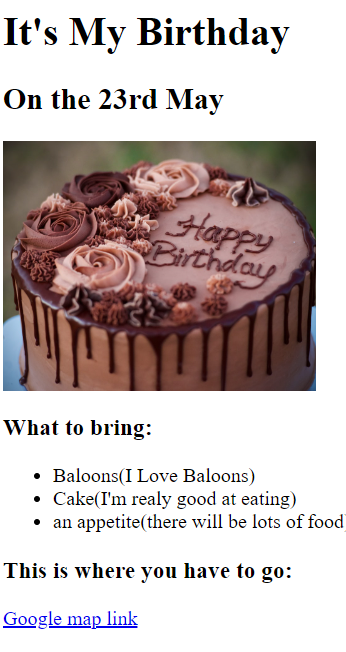 It's My Birthday
On the 23rd May
Happy
Birthday
What to bring:
Baloons(I Love Baloons)
Cake(I'm realy good at eating)
an appetite(there will be lots of food
This is where you have to go:
Google map link